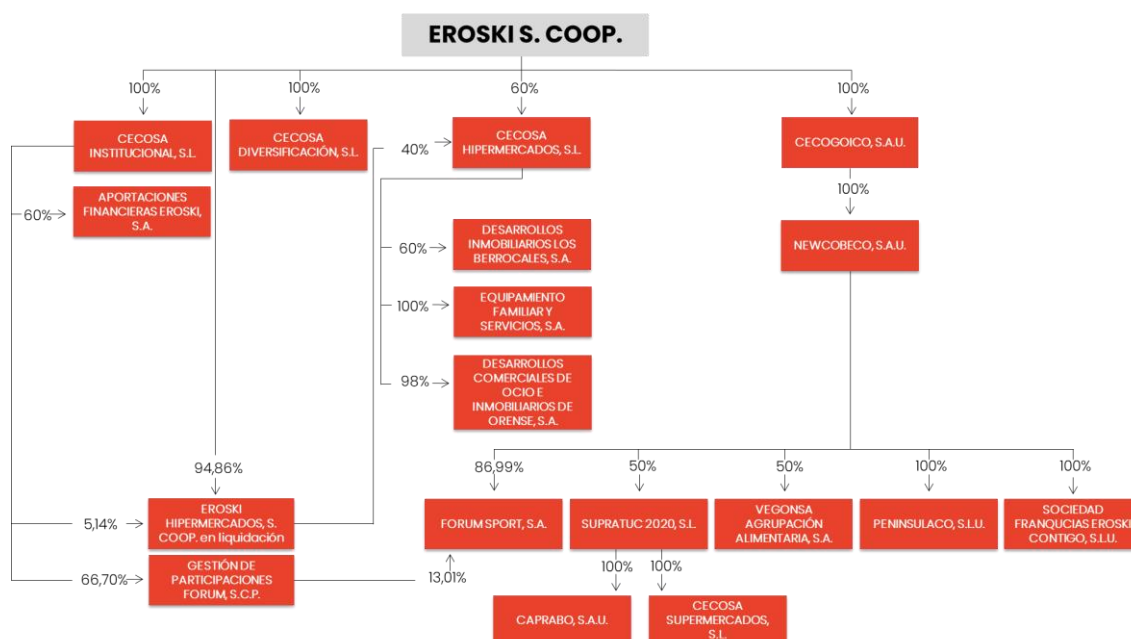 EROSKI S. COOP.
100%
100%
60%
100%
CECOSA
INSTITUCIONAL, S.L.
CECOSA
DIVERSIFICACIÓN, S.L.
40%
CECOSA
HIPERMERCADOS, S.L.
CECOGOICO, S.A.U.
60%
APORTACIONES
FINANCIERAS EROSKI,
S.A.
100%
60%
DESARROLLOS
INMOBILIARIOS LOS
BERROCALES, S.A.
NEWCOBECO, S.A.U.
100%
EQUIPAMIENTO
FAMILIAR Y
SERVICIOS, S.A.
98%
DESARROLLOS
COMERCIALES DE
OCIO E
INMOBILIARIOS DE
ORENSE, S.A.
94,86%
86,99%
50%
50%
100%
100%
5,14%
EROSKI
HIPERMERCADOS, S.
COOP. en liquidación
FORUM SPORT, S.A.
SUPRATUC 2020, S.L.
VEGONSA
AGRUPACIÓN
ALIMENTARIA, S.A.
PENINSULACO, S.L.U.
SOCIEDAD
FRANQUCIAS EROSKI
CONTIGO, S.L.U.
66,70%
GESTIÓN DE
PARTICIPACIONES
FORUM, S.C.P.
13,01%
100%
100%
CAPRABO, S.A.U.
CECOSA
SUPERMERCADOS,
S.L.